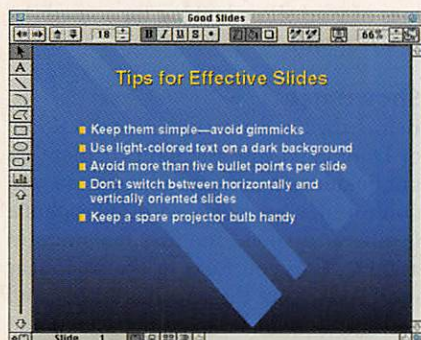 Good Slides
18
B I U S
66%
A
Tips for Effective Slides
Keep them simple—avoid gimmicks
Use light-colored text on a dark background
Avoid more than five bullet points per slide
Don't switch between horizontally and
vertically oriented slides
Keep a spare projector bulb handy
Slide 1